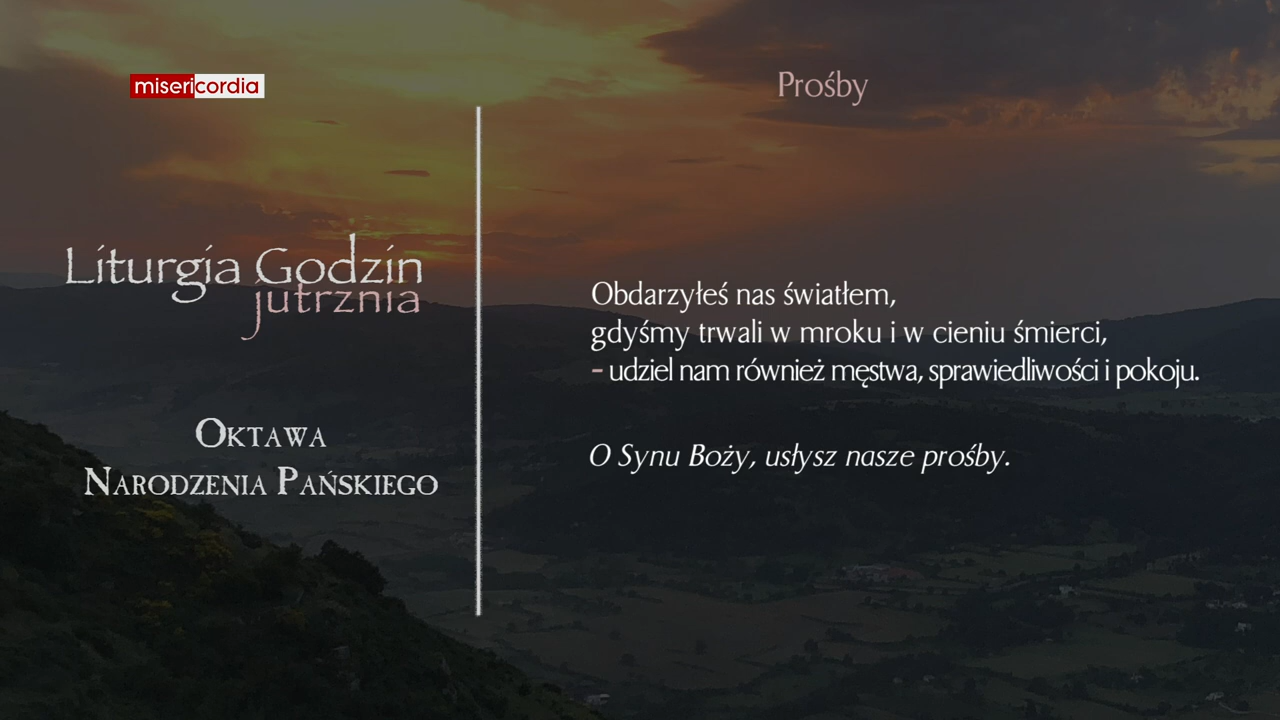 misericordia
Liturgia Godzin
jutrznia
Oktawa
Narodzenia Pańskiego
Prośby
Obdarzyłeś nas światłem,
gdyśmy trwali w mroku i w cieniu śmierci,
- udziel nam również męstwa, sprawiedliwości i pokoju.
O Synu Boży, usłysz nasze prośby.